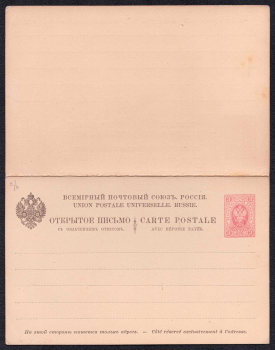 ВСЕМІРНЫЙ ПОЧТОВЫЙ СОЮЗЪ. РОССІЯ.
UNION POSTALE UNIVERSELLE. RUSSIE.
ОТКРЫТОЕ ПИСЬМО CARTE POSTALE
СЪ ОПЛАЧЕННЫМЪ ОТВѢТОМЪ. AVEC RÉPONSE PAYÉE.
На этой сторонѣ пишется только адресъ. — Côté réservé exclusivement à l'adresse.